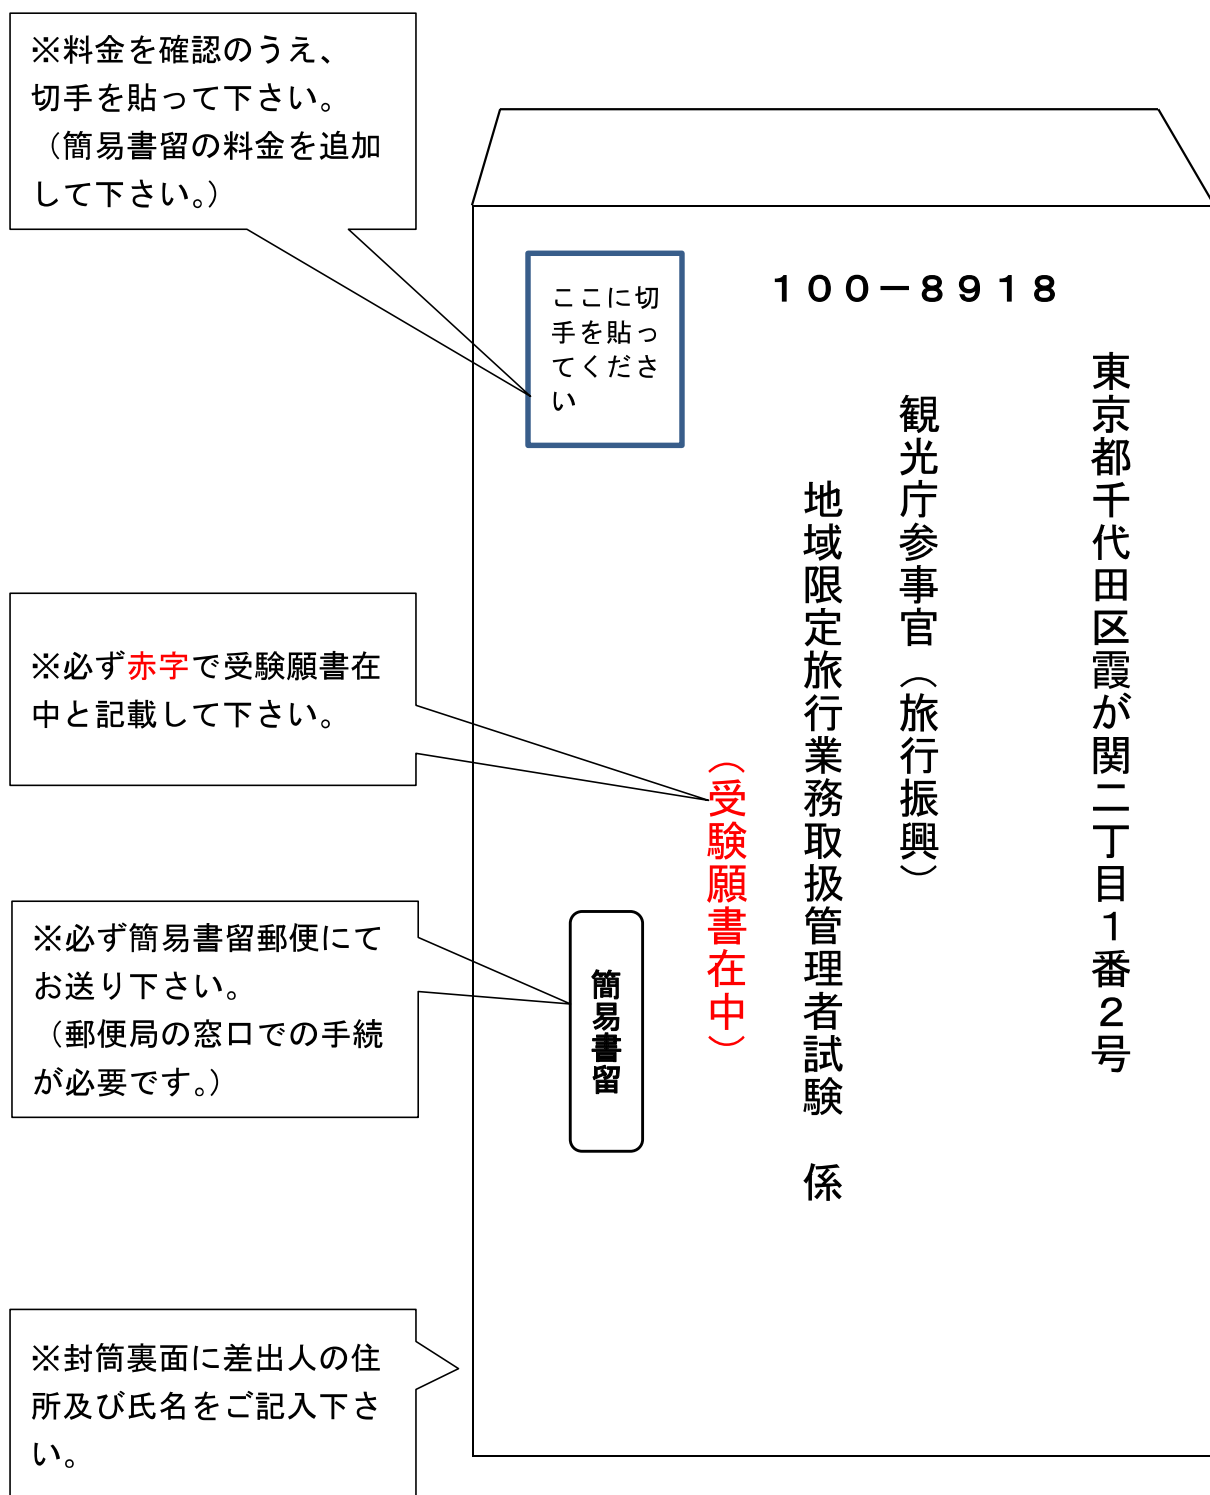 ※料金を確認のうえ、
切手を貼って下さい。
（簡易書留の料金を追加
して下さい。）
ここに切
手を貼っ
てくださ
い
１００－８９１８
東京都千代田区霞が関二丁目１番２号
観光庁参事官（旅行振興）
地域限定旅行業務取扱管理者試験　係
（受験願書在中）
※必ず赤字で受験願書在
中と記載して下さい。
簡易書留
※必ず簡易書留郵便にて
お送り下さい。
（郵便局の窓口での手続
が必要です。）
※封筒裏面に差出人の住
所及び氏名をご記入下さ
い。